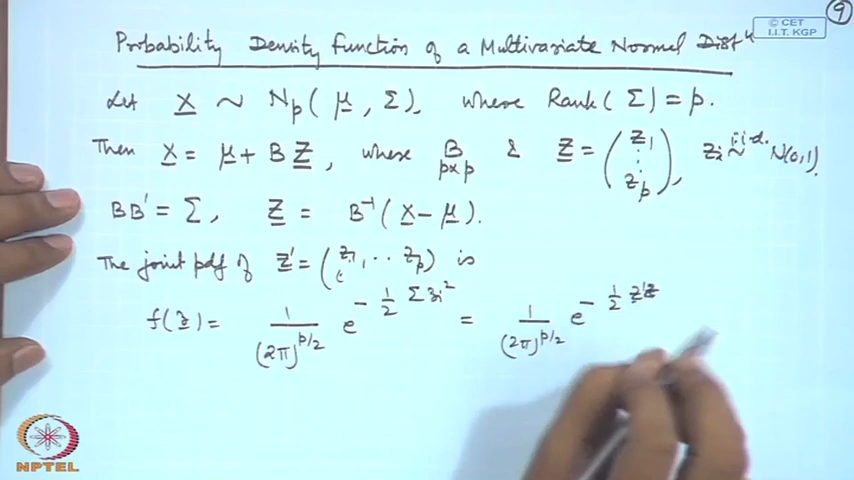 9
© CET
I.I.T. KGP
Probability Density Function of a Multivariate Normal Distⁿ
Let X ~ Np(μ, Σ), where Rank(Σ) = p.
Then X = μ + B Z, where B p×p & Z = (Z1 ⋮ Zp), Zi i.i.d. ~ N(0,1).
BB' = Σ, Z = B⁻¹(X − μ).
The joint pdf of Z' = (Z1, ·· Zp) is
f(z) = 1/(2π)^(p/2) e^(−1/2 Σ zi²) = 1/(2π)^(p/2) e^(−1/2 z'z)
NPTEL